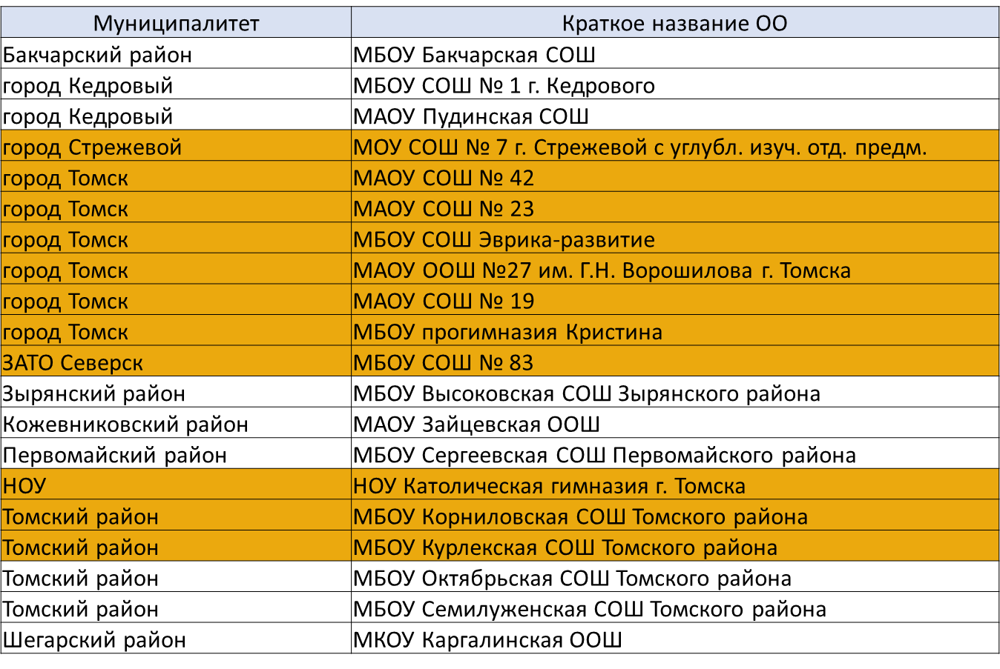 Муниципалитет Краткое название ОО
Бакчарский район МБОУ Бакчарская СОШ
город Кедровый МБОУ СОШ № 1 г. Кедрового
город Кедровый МАОУ Пудинская СОШ
город Стрежевой МОУ СОШ № 7 г. Стрежевой с углубл. изуч. отд. предм.
город Томск МАОУ СОШ № 42
город Томск МАОУ СОШ № 23
город Томск МБОУ СОШ Эврика-развитие
город Томск МАОУ ООШ №27 им. Г.Н. Ворошилова г. Томска
город Томск МАОУ СОШ № 19
город Томск МБОУ прогимназия Кристина
ЗАТО Северск МБОУ СОШ № 83
Зырянский район МБОУ Высоковская СОШ Зырянского района
Кожевниковский район МАОУ Зайцевская ООШ
Первомайский район МБОУ Сергеевская СОШ Первомайского района
НОУ НОУ Католическая гимназия г. Томска
Томский район МБОУ Корниловская СОШ Томского района
Томский район МБОУ Курлекская СОШ Томского района
Томский район МБОУ Октябрьская СОШ Томского района
Томский район МБОУ Семилуженская СОШ Томского района
Шегарский район МКОУ Каргалинская ООШ